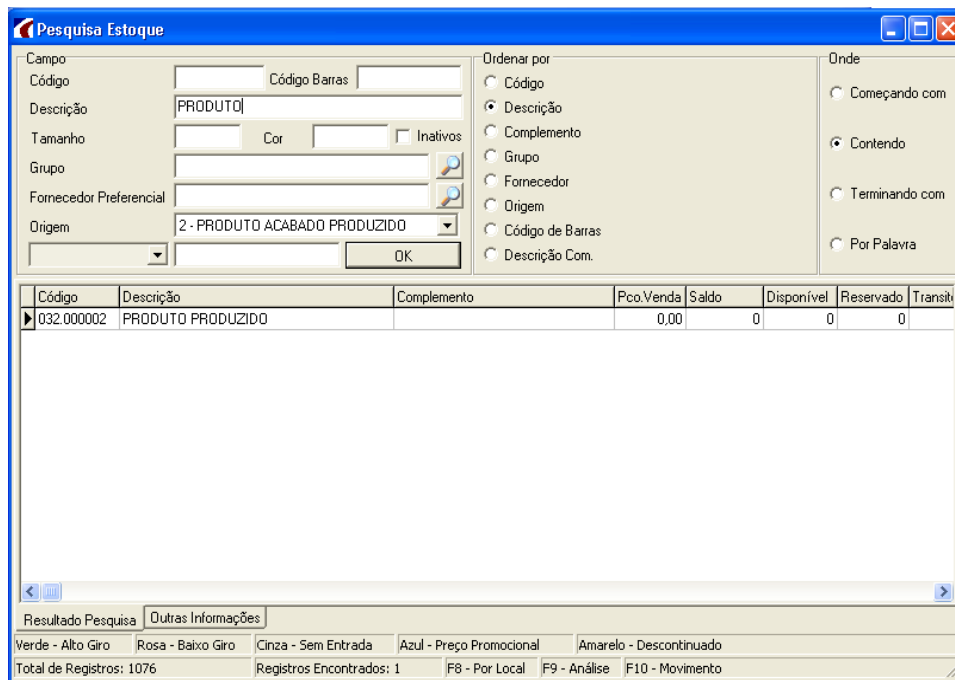 Pesquisa Estoque
Campo
Código Código Barras
Descrição PRODUTO
Tamanho Cor Inativos
Grupo
Fornecedor Preferencial
Origem 2 - PRODUTO ACABADO PRODUZIDO
OK
Ordenar por
Código
Descrição
Complemento
Grupo
Fornecedor
Origem
Código de Barras
Descrição Com.
Onde
Começando com
Contendo
Terminando com
Por Palavra
Código Descrição Complemento Pco.Venda Saldo Disponível Reservado Transit
032.000002 PRODUTO PRODUZIDO 0,00 0 0 0
Resultado Pesquisa Outras Informações
Verde - Alto Giro Rosa - Baixo Giro Cinza - Sem Entrada Azul - Preço Promocional Amarelo - Descontinuado
Total de Registros: 1076 Registros Encontrados: 1 F8 - Por Local F9 - Análise F10 - Movimento